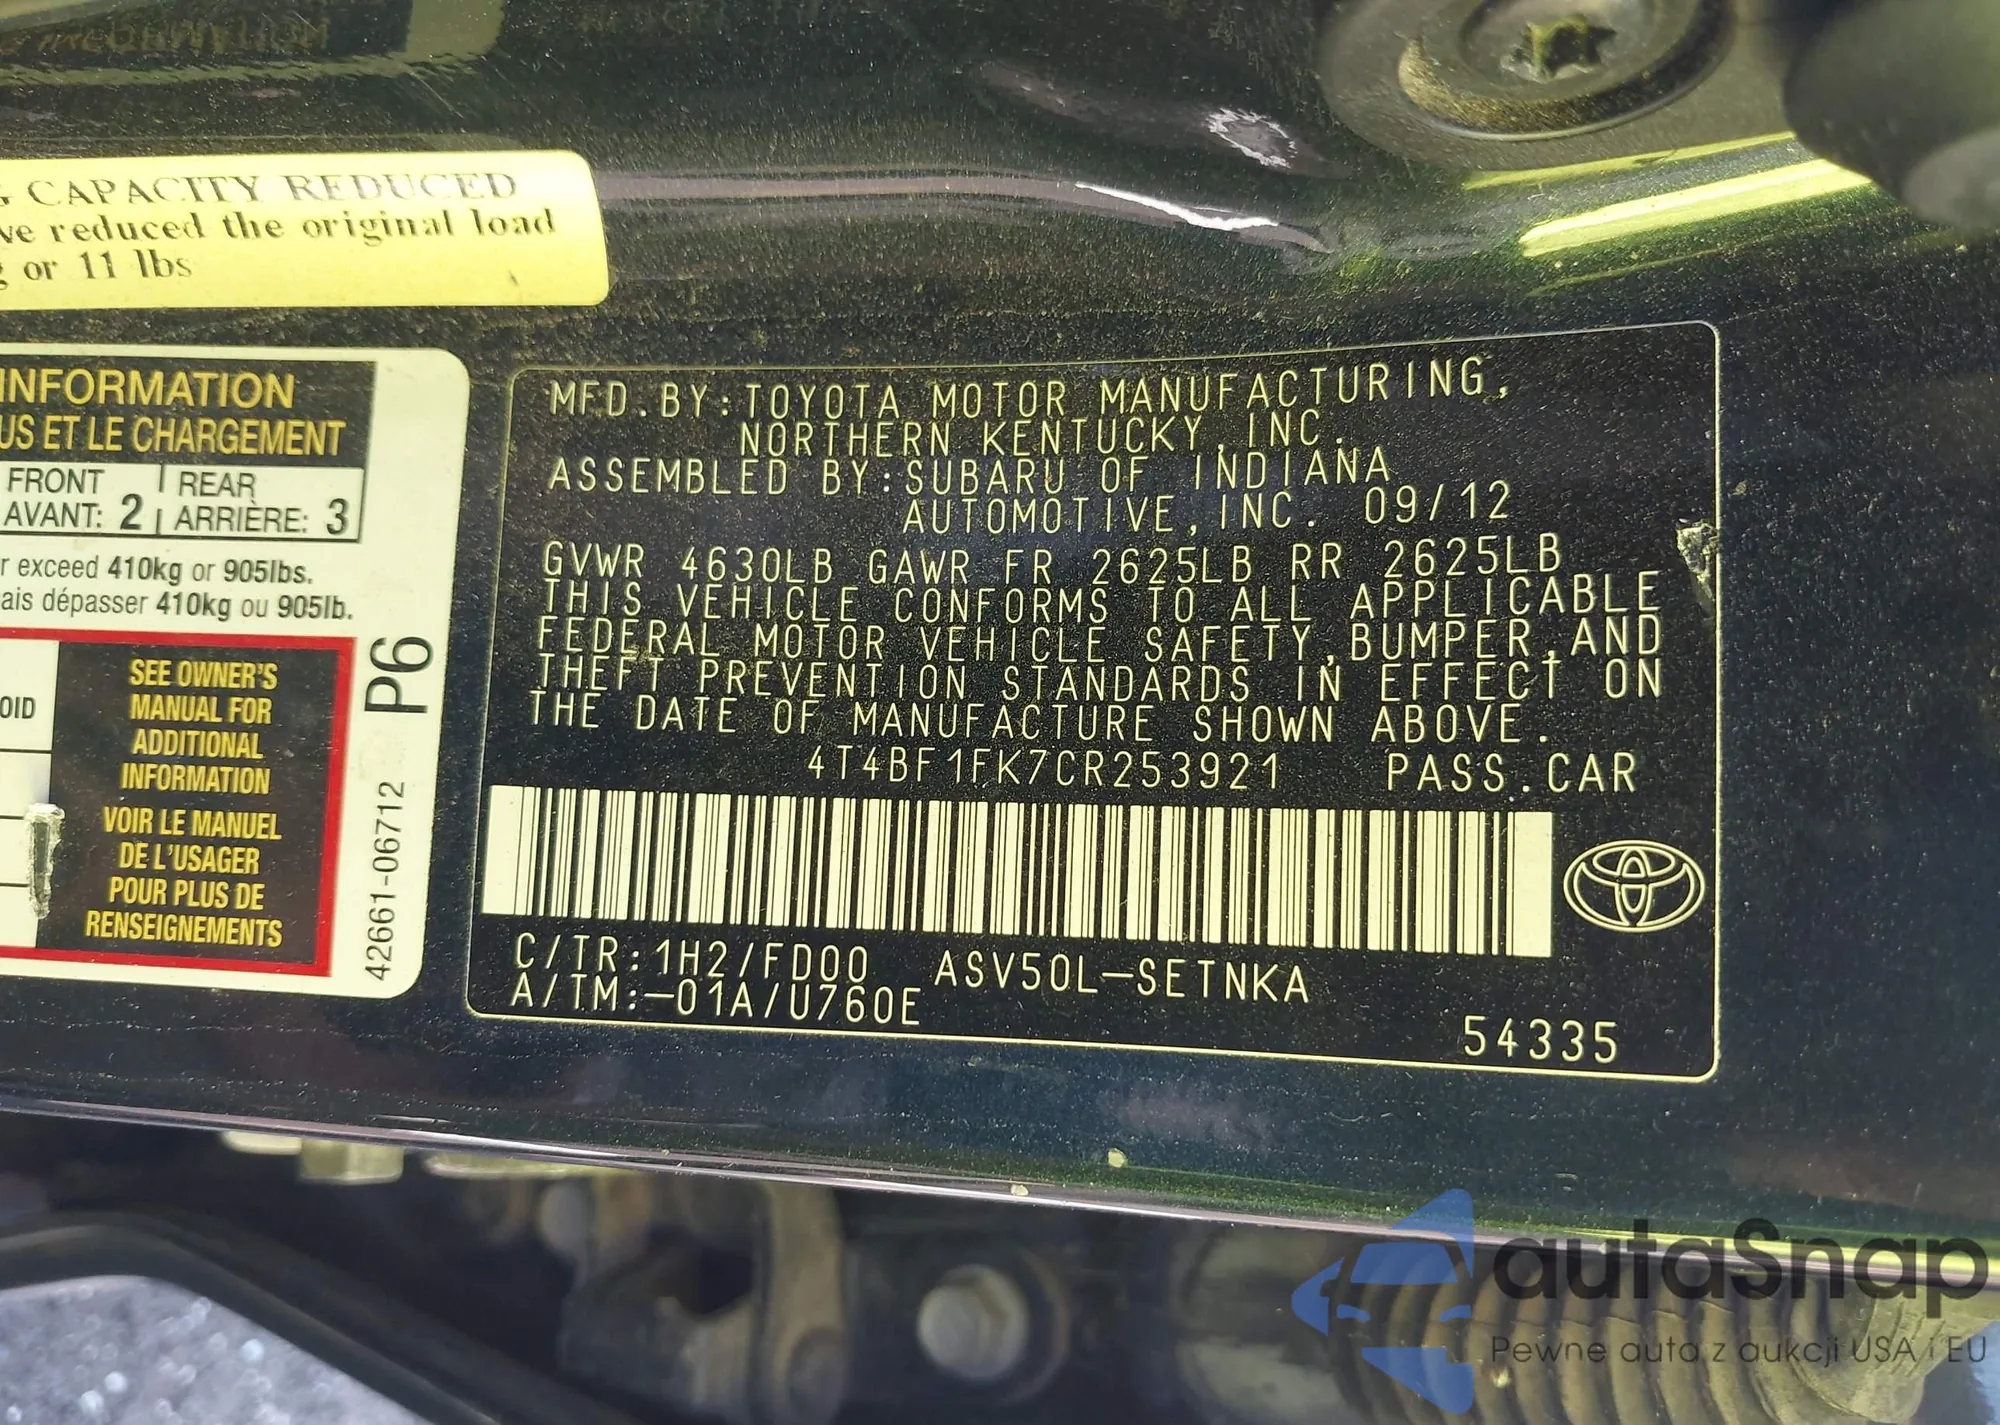 G CAPACITY REDUCED
ve reduced the original load
g or 11 lbs
INFORMATION
US ET LE CHARGEMENT
FRONT | REAR
AVANT: 2 | ARRIÈRE: 3
r exceed 410kg or 905lbs.
ais dépasser 410kg ou 905lb.
OID
SEE OWNER'S
MANUAL FOR
ADDITIONAL
INFORMATION
VOIR LE MANUEL
DE L'USAGER
POUR PLUS DE
RENSEIGNEMENTS
P6
42661-06712
MFD.BY:TOYOTA MOTOR MANUFACTURING,
NORTHERN KENTUCKY,INC.
ASSEMBLED BY:SUBARU OF INDIANA
AUTOMOTIVE,INC. 09/12
GVWR 4630LB GAWR FR 2625LB RR 2625LB
THIS VEHICLE CONFORMS TO ALL APPLICABLE
FEDERAL MOTOR VEHICLE SAFETY,BUMPER,AND
THEFT PREVENTION STANDARDS IN EFFECT ON
THE DATE OF MANUFACTURE SHOWN ABOVE.
4T4BF1FK7CR253921 PASS.CAR
C/TR:1H2/FD00 ASV50L-SETNKA
A/TM:-01A/U760E
54335
autaSnap
Pewne auta z aukcji USA i EU